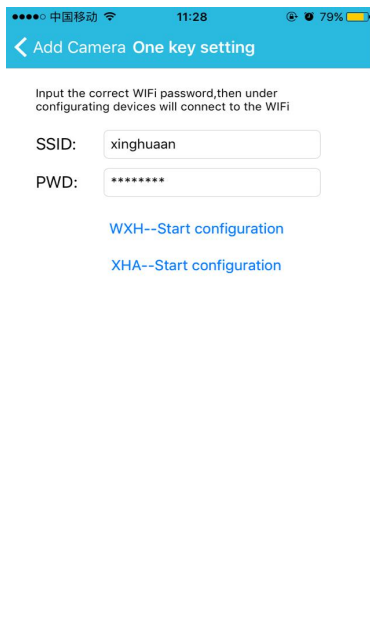 中国移动 11:28 79%
Add Camera One key setting
Input the correct WIFi password,then under
configurating devices will connect to the WIFi
SSID: xinghuaan
PWD: ********
WXH--Start configuration
XHA--Start configuration